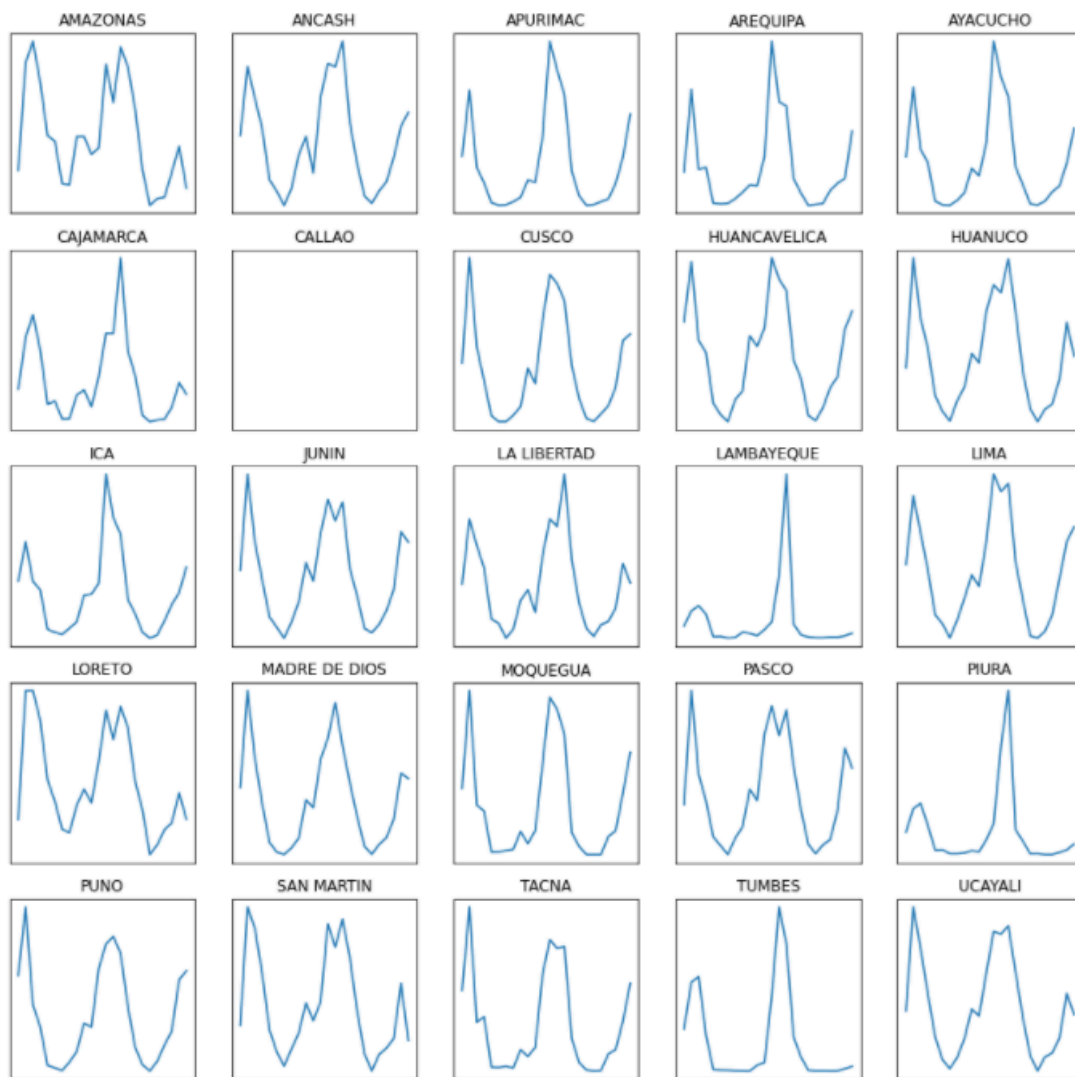 AMAZONAS
ANCASH
APURIMAC
AREQUIPA
AYACUCHO
CAJAMARCA
CALLAO
CUSCO
HUANCAVELICA
HUANUCO
ICA
JUNIN
LA LIBERTAD
LAMBAYEQUE
LIMA
LORETO
MADRE DE DIOS
MOQUEGUA
PASCO
PIURA
PUNO
SAN MARTIN
TACNA
TUMBES
UCAYALI